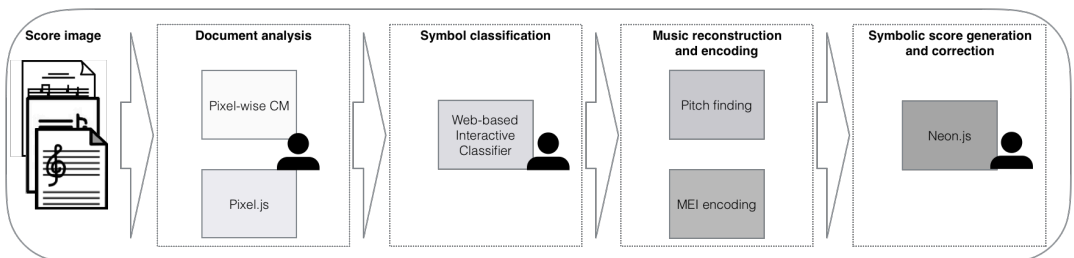 Score image
Document analysis
Pixel-wise CM
Pixel.js
Symbol classification
Web-based
Interactive
Classifier
Music reconstruction
and encoding
Pitch finding
MEI encoding
Symbolic score generation
and correction
Neon.js